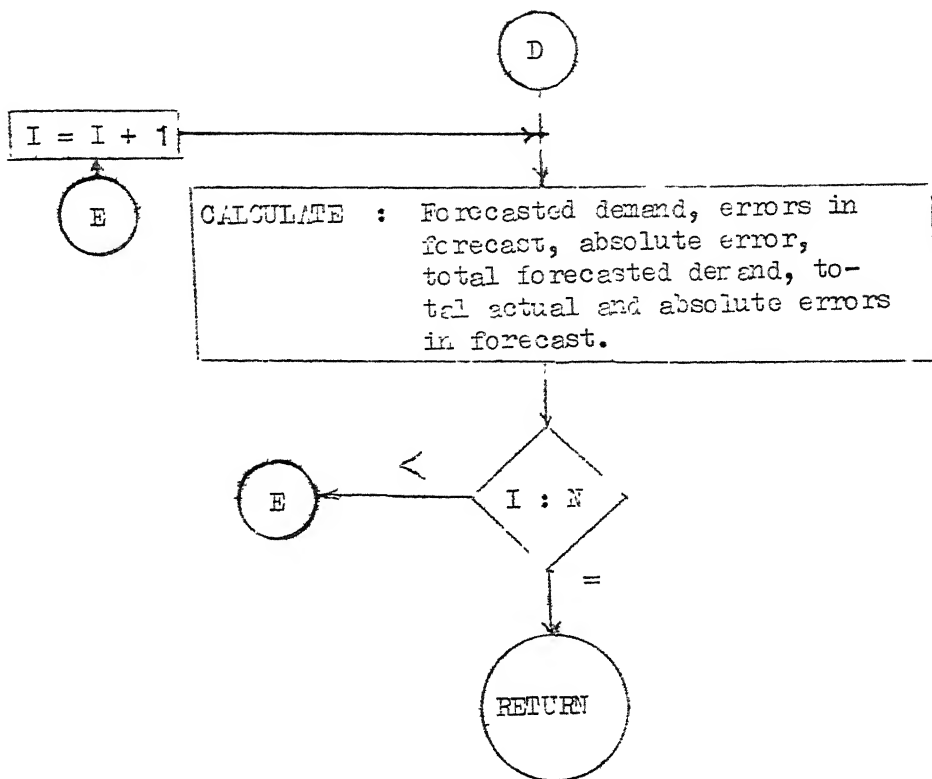 D
I = I + 1
E
CALCULATE : Forecasted demand, errors in
forecast, absolute error,
total forecasted demand, to-
tal actual and absolute errors
in forecast.
<
E
I : N
=
RETURN